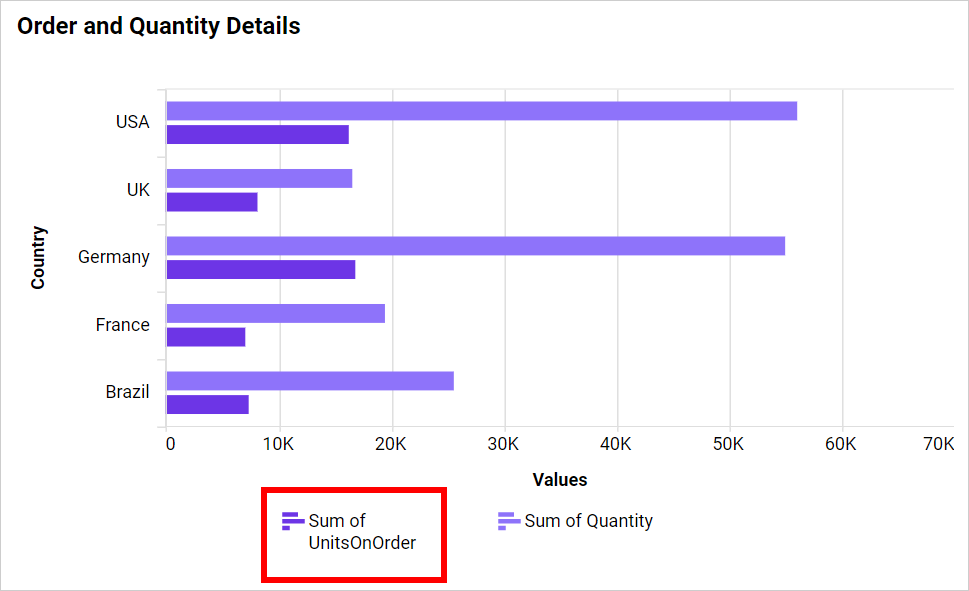 Order and Quantity Details
Country
USA
UK
Germany
France
Brazil
0 10K 20K 30K 40K 50K 60K 70K
Values
Sum of
UnitsOnOrder
Sum of Quantity